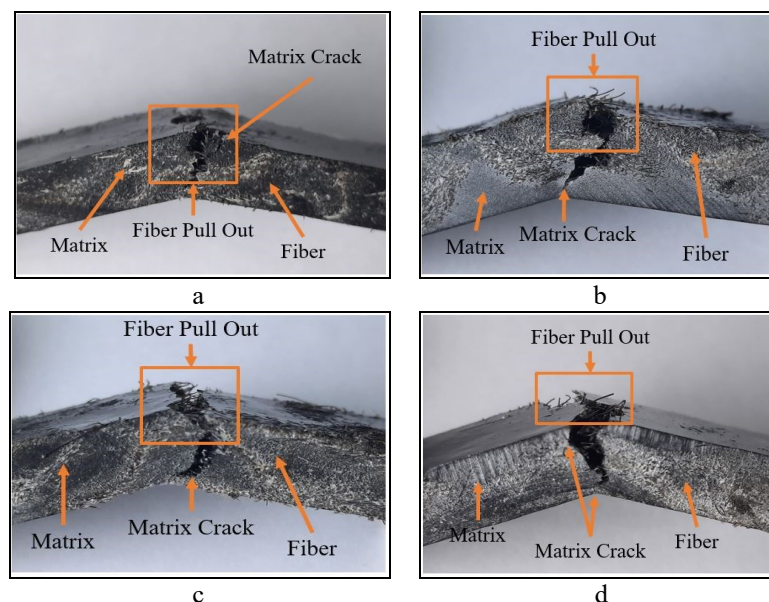 Matrix Crack
Matrix
Fiber Pull Out
Fiber
a
Fiber Pull Out
Matrix
Matrix Crack
Fiber
b
Fiber Pull Out
Matrix
Matrix Crack
Fiber
c
Fiber Pull Out
Matrix
Matrix Crack
Fiber
d